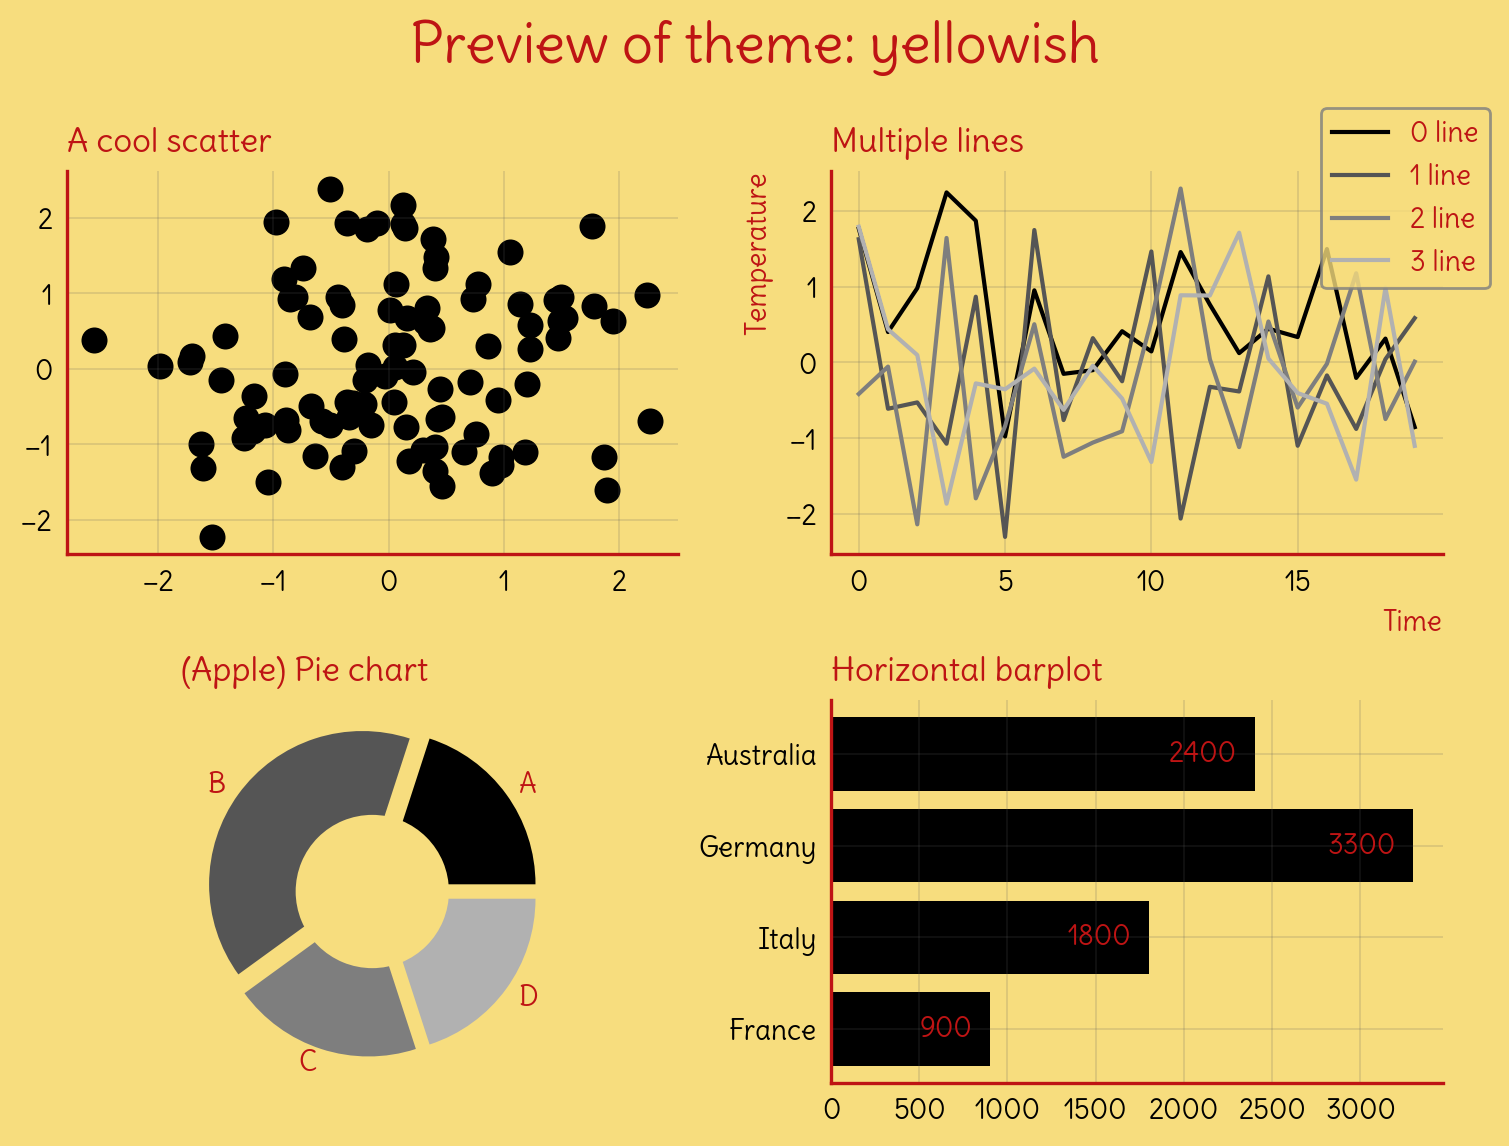 Preview of theme: yellowish
A cool scatter
2
1
0
−1
−2
−2 −1 0 1 2
Multiple lines
Temperature
2
1
0
−1
−2
0 5 10 15
Time
0 line
1 line
2 line
3 line
(Apple) Pie chart
A
B
C
D
Horizontal barplot
Australia 2400
Germany 3300
Italy 1800
France 900
0 500 1000 1500 2000 2500 3000